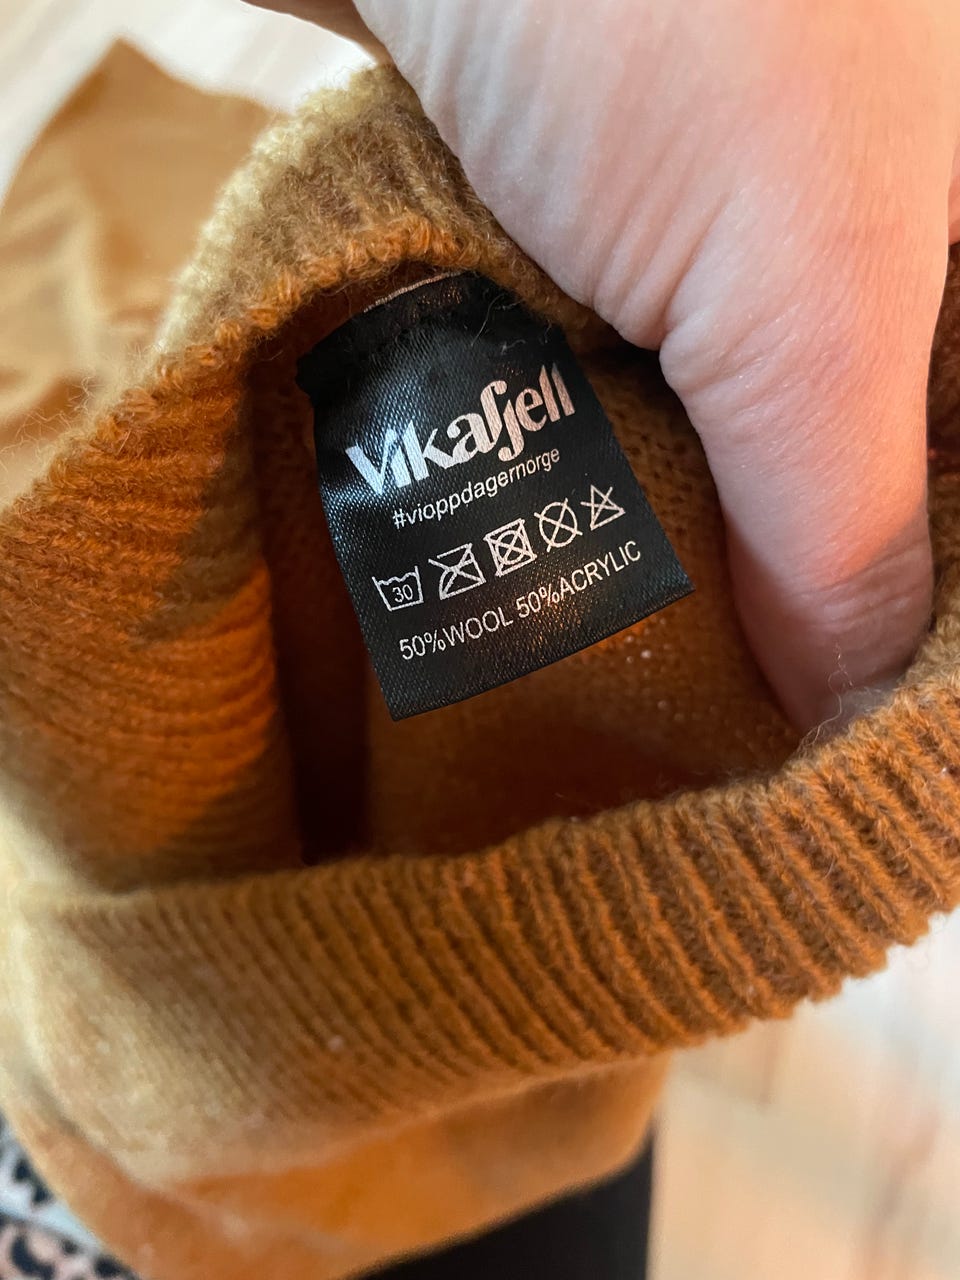 Vikafjell
#vioppdagernorge
30
50%WOOL 50%ACRYLIC